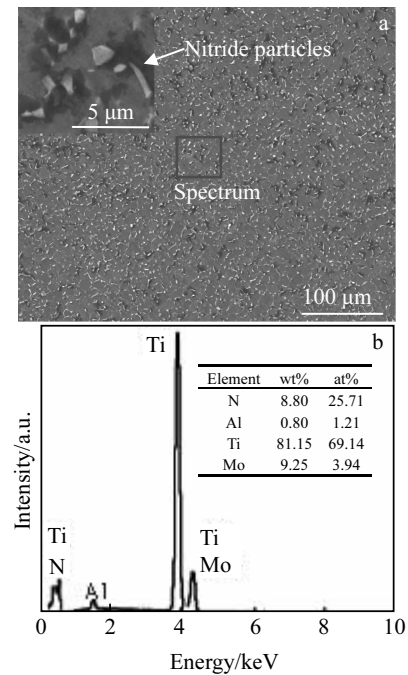 a
Nitride particles
5 μm
Spectrum
100 μm
b
Ti
Element wt% at%
N 8.80 25.71
Al 0.80 1.21
Ti 81.15 69.14
Mo 9.25 3.94
Ti
N
Al
Ti
Mo
Intensity/a.u.
0 2 4 6 8 10
Energy/keV